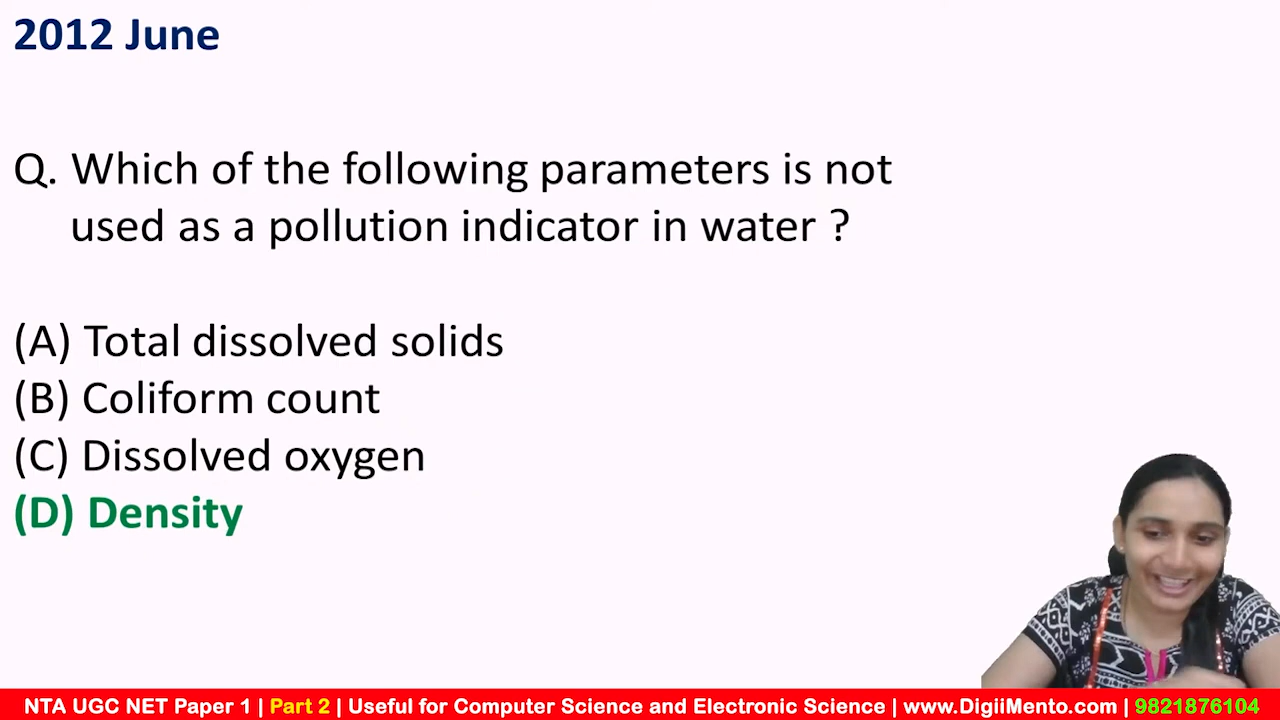 2012 June
Q. Which of the following parameters is not
used as a pollution indicator in water ?
(A) Total dissolved solids
(B) Coliform count
(C) Dissolved oxygen
(D) Density
NTA UGC NET Paper 1 | Part 2 | Useful for Computer Science and Electronic Science | www.DigiiMento.com | 9821876104